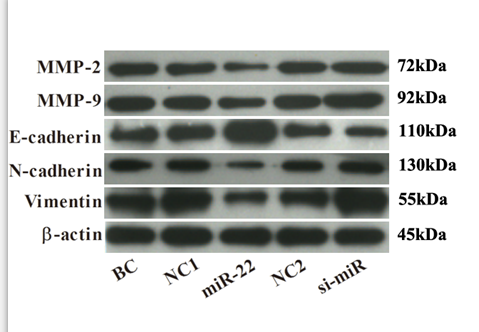 MMP-2 72kDa
MMP-9 92kDa
E-cadherin 110kDa
N-cadherin 130kDa
Vimentin 55kDa
β-actin 45kDa
BC NC1 miR-22 NC2 si-miR